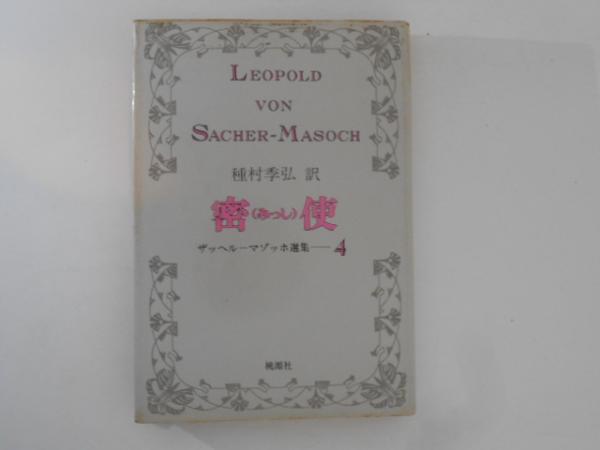 LEOPOLD
VON
SACHER-MASOCH
種村季弘 訳
密(みっし)使
ザッヘル=マゾッホ選集——4
桃源社